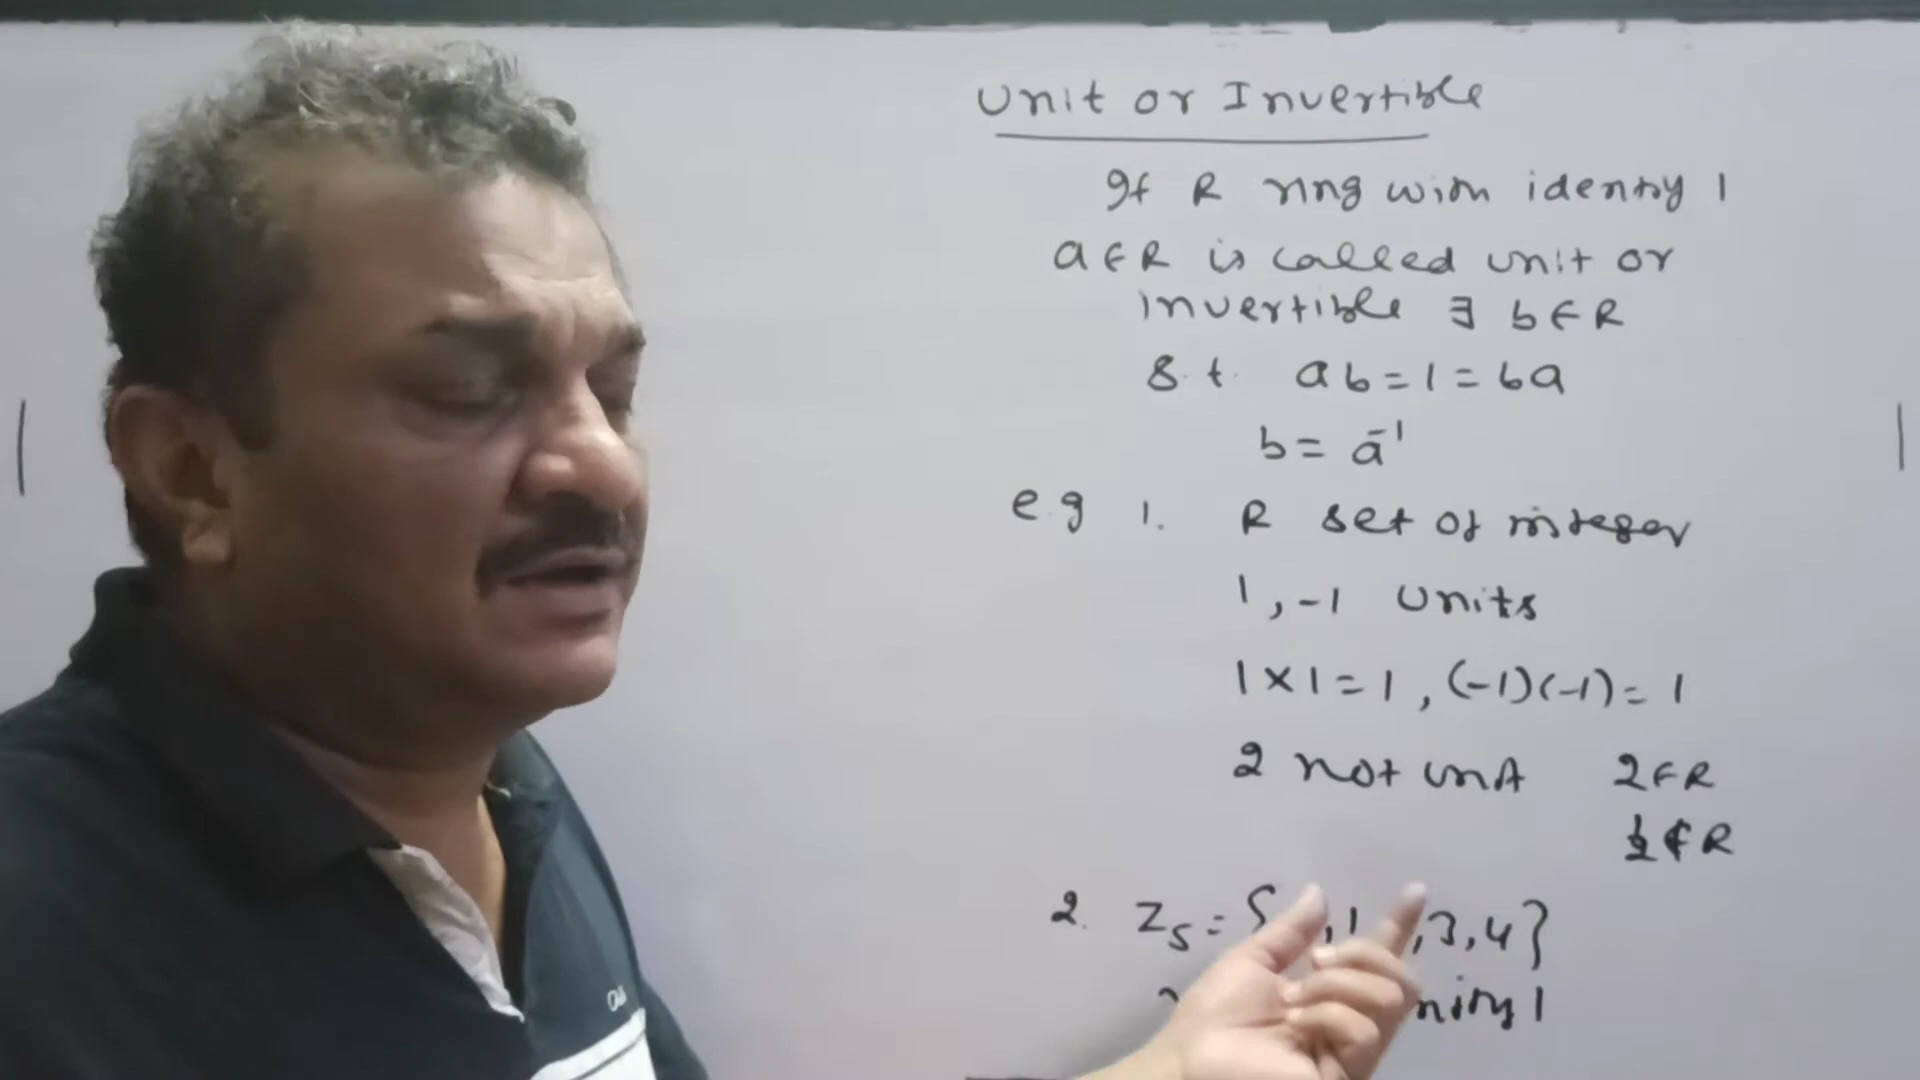 Unit or Invertible
If R ring with identity 1
a ∈ R is called unit or
invertible ∃ b ∈ R
s.t. ab = 1 = ba
b = a⁻¹
e.g 1. R set of integer
1, -1 units
1 × 1 = 1, (-1)(-1) = 1
2 not unit 2 ∈ R
½ ∉ R
2. Z₅ = { ,1 ,3,4}
1